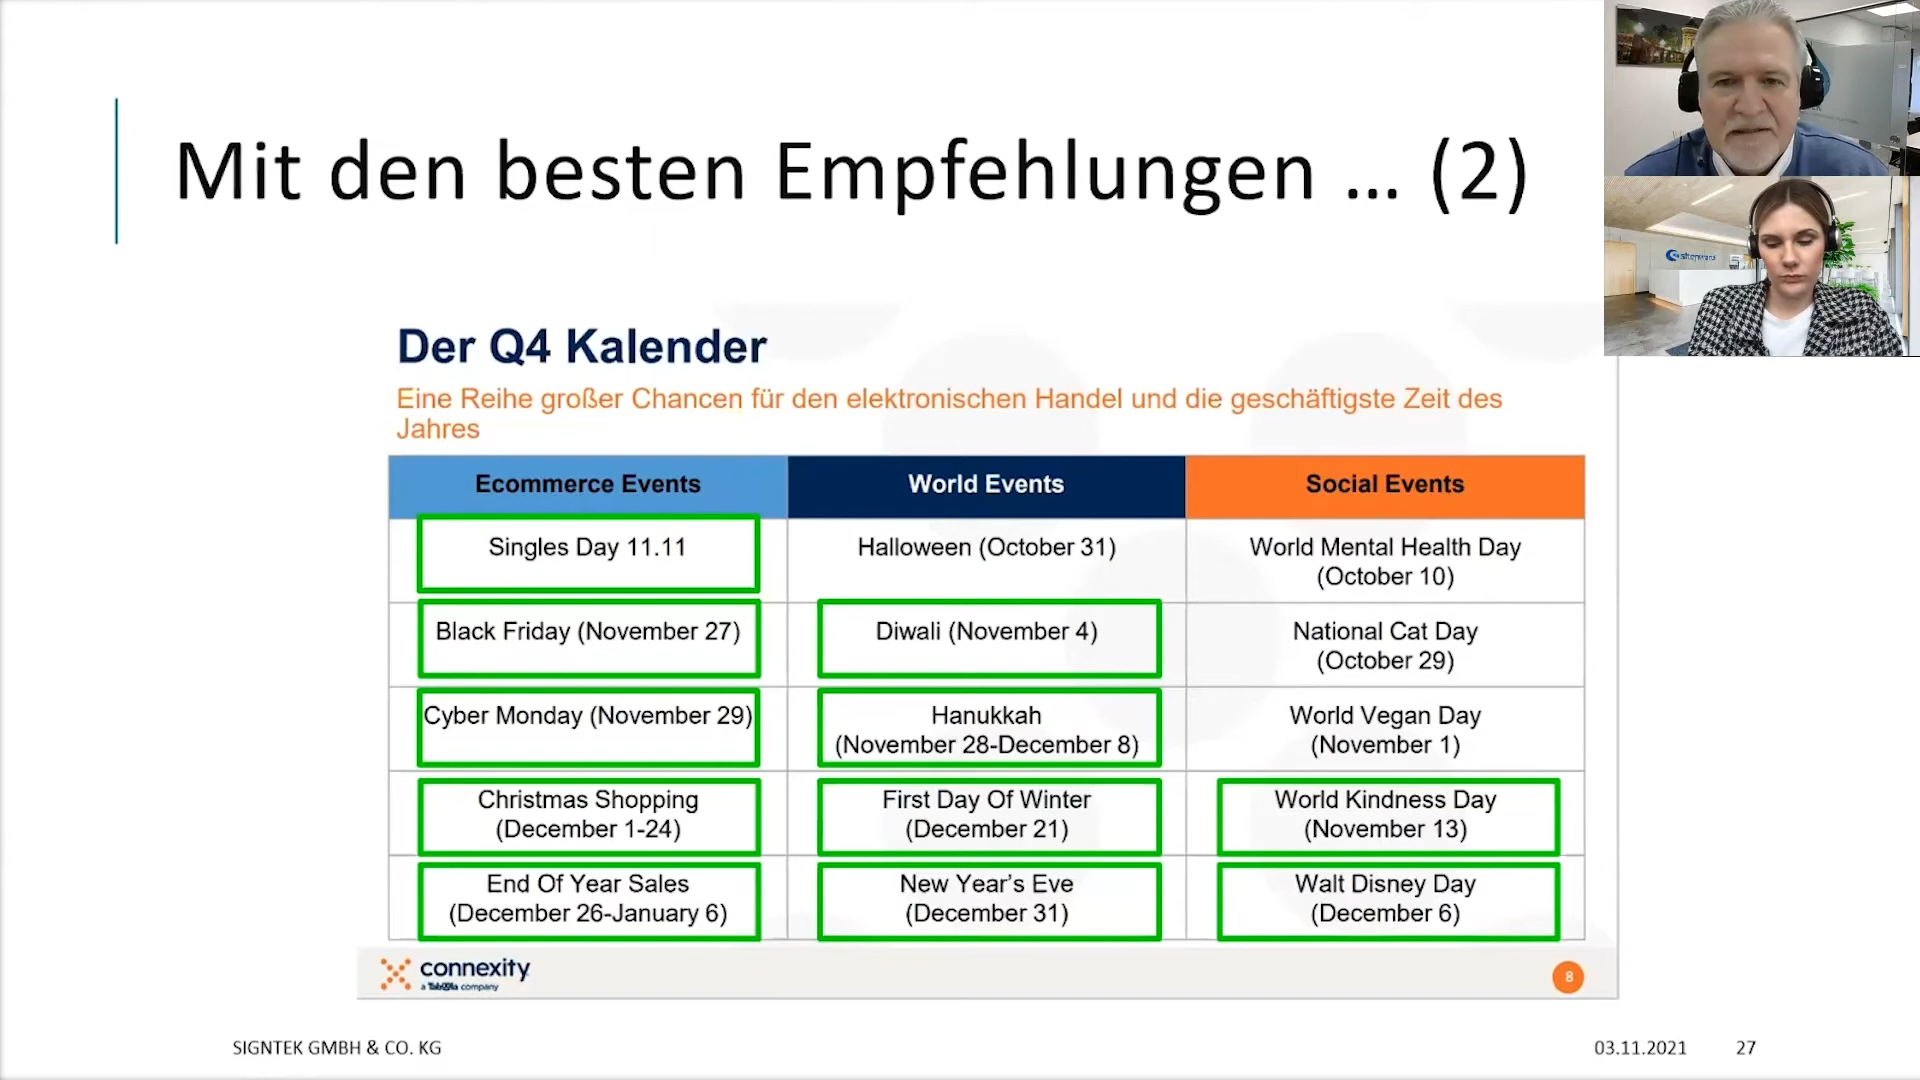 Mit den besten Empfehlungen ... (2)
Der Q4 Kalender
Eine Reihe großer Chancen für den elektronischen Handel und die geschäftigste Zeit des
Jahres
Ecommerce Events
World Events
Social Events
Singles Day 11.11
Halloween (October 31)
World Mental Health Day
(October 10)
Black Friday (November 27)
Diwali (November 4)
National Cat Day
(October 29)
Cyber Monday (November 29)
Hanukkah
(November 28-December 8)
World Vegan Day
(November 1)
Christmas Shopping
(December 1-24)
First Day Of Winter
(December 21)
World Kindness Day
(November 13)
End Of Year Sales
(December 26-January 6)
New Year’s Eve
(December 31)
Walt Disney Day
(December 6)
connexity
a Taboola company
8
SIGNTEK GMBH & CO. KG
03.11.2021
27